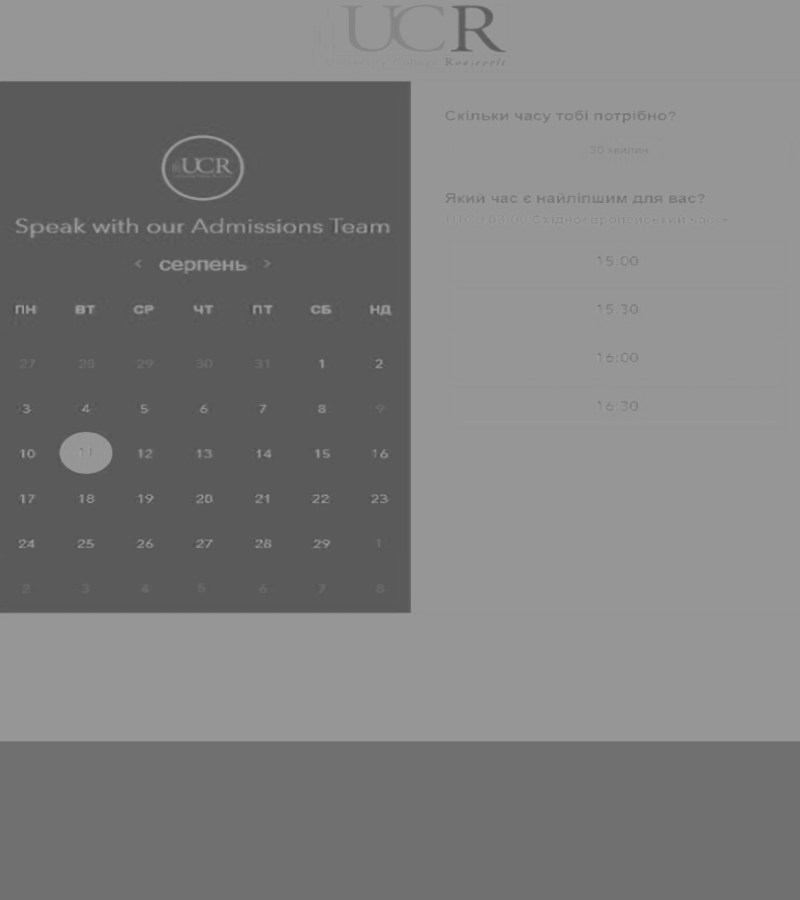 UCR
University College Roosevelt
UCR
Speak with our Admissions Team
< серпень >
ПН ВТ СР ЧТ ПТ СБ НД
27 28 29 30 31 1 2
3 4 5 6 7 8 9
10 11 12 13 14 15 16
17 18 19 20 21 22 23
24 25 26 27 28 29 1
2 3 4 5 6 7 8
Скільки часу тобі потрібно?
30 хвилин
Який час є найліпшим для вас?
Східноєвропейський час
15:00
15:30
16:00
16:30